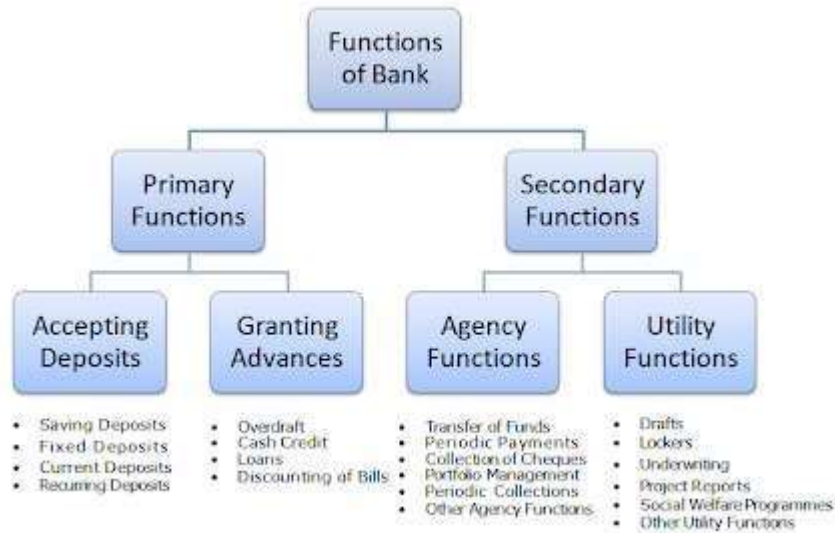 Functions
of Bank
Primary
Functions
Secondary
Functions
Accepting
Deposits
Granting
Advances
Agency
Functions
Utility
Functions
• Saving Deposits
• Fixed Deposits
• Current Deposits
• Recurring Deposits
• Overdraft
• Cash Credit
• Loans
• Discounting of Bills
• Transfer of Funds
• Periodic Payments
• Collection of Cheques
• Portfolio Management
• Periodic Collections
• Other Agency Functions
• Drafts
• Lockers
• Underwriting
• Project Reports
• Social Welfare Programmes
• Other Utility Functions